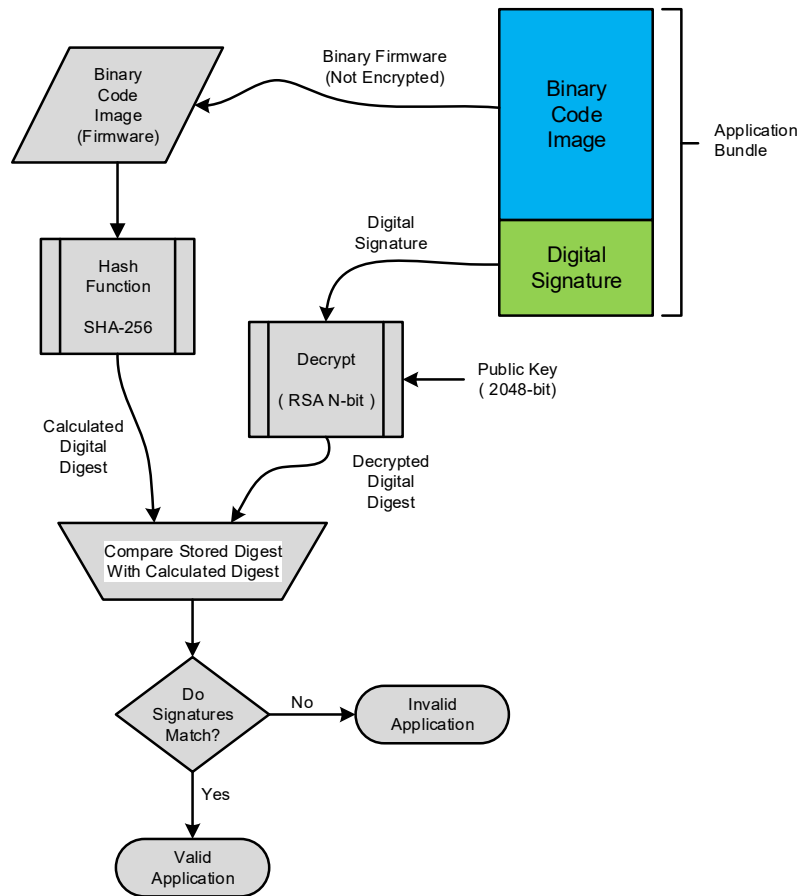 Binary
Code
Image
(Firmware)
Binary Firmware
(Not Encrypted)
Binary
Code
Image
Application
Bundle
Digital
Signature
Digital
Signature
Hash
Function
SHA-256
Decrypt
( RSA N-bit )
Public Key
( 2048-bit)
Calculated
Digital
Digest
Decrypted
Digital
Digest
Compare Stored Digest
With Calculated Digest
Do
Signatures
Match?
No
Invalid
Application
Yes
Valid
Application